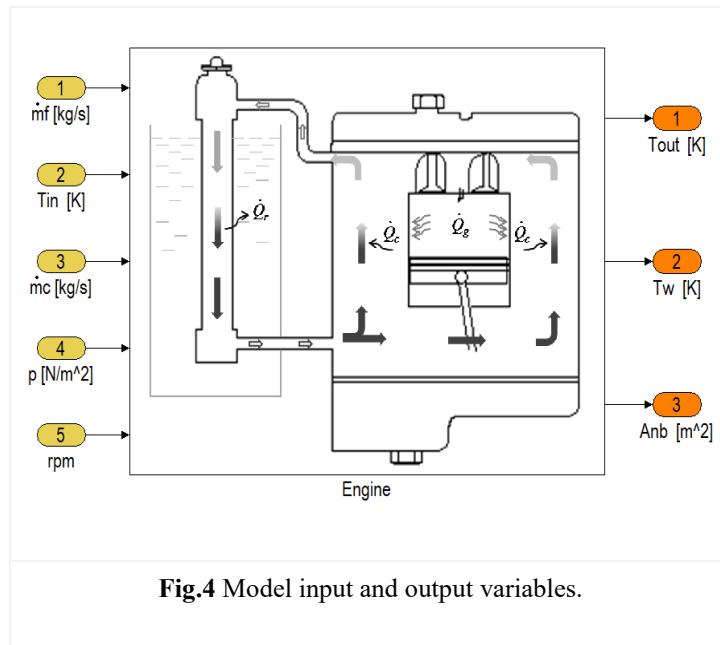 1
ṁf [kg/s]
2
Tin [K]
3
ṁc [kg/s]
4
p [N/m^2]
5
rpm
Q̇r
Q̇c
Q̇g
Q̇c
Engine
1
Tout [K]
2
Tw [K]
3
Anb [m^2]
Fig.4 Model input and output variables.